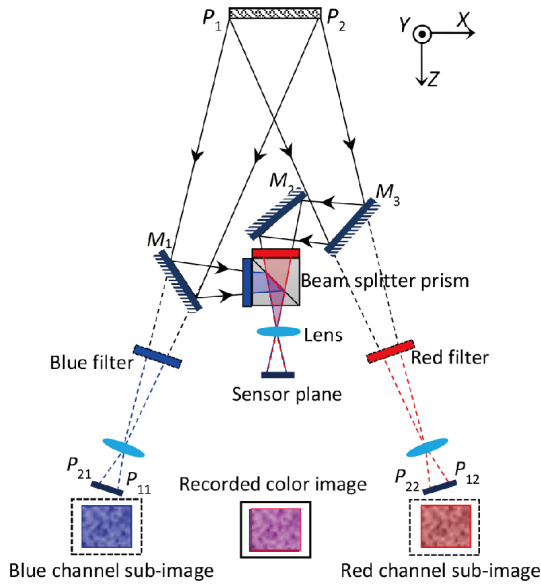 P1 P2
Y X
Z
M2 M3
M1
Beam splitter prism
Lens
Blue filter
Red filter
Sensor plane
P21 P11
P22 P12
Recorded color image
Blue channel sub-image
Red channel sub-image